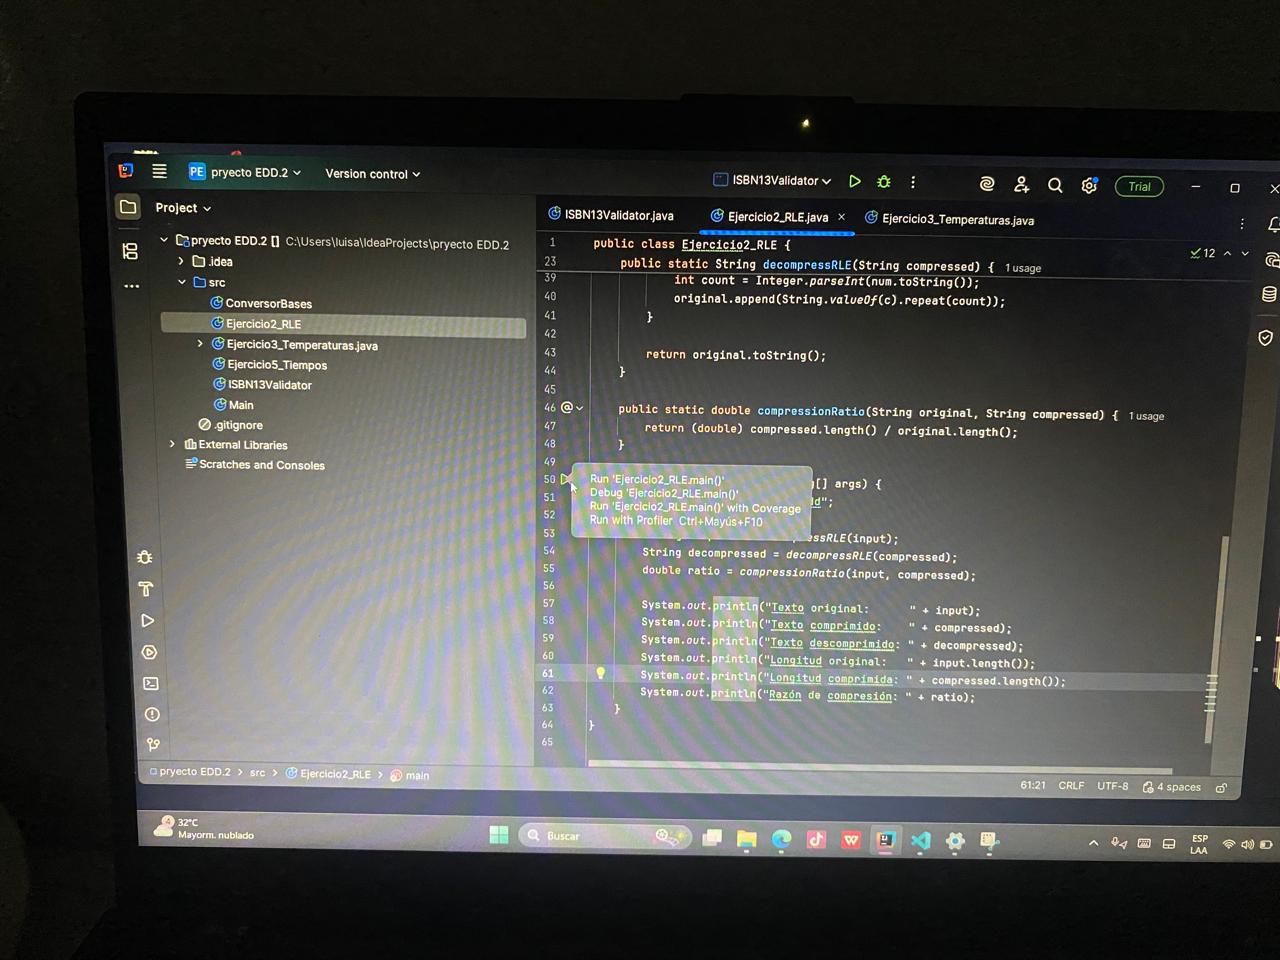 PE pryecto EDD.2
Version control
ISBN13Validator
Trial
Project
ISBN13Validator.java
Ejercicio2_RLE.java
Ejercicio3_Temperaturas.java
pryecto EDD.2 C:\Users\luisa\IdeaProjects\pryecto EDD.2
.idea
src
ConversorBases
Ejercicio2_RLE
Ejercicio3_Temperaturas.java
Ejercicio5_Tiempos
ISBN13Validator
Main
.gitignore
External Libraries
Scratches and Consoles
1 public class Ejercicio2_RLE {
12
23 public static String decompressRLE(String compressed) { 1 usage
39 int count = Integer.parseInt(num.toString());
40 original.append(String.valueOf(c).repeat(count));
41 }
42
43 return original.toString();
44 }
45
46 @ public static double compressionRatio(String original, String compressed) { 1 usage
47 return (double) compressed.length() / original.length();
48 }
49
50 [] args) {
Run 'Ejercicio2_RLE.main()'
Debug 'Ejercicio2_RLE.main()'
Run 'Ejercicio2_RLE.main()' with Coverage
Run with Profiler Ctrl+Mayús+F10
51 ld";
52
53 pressRLE(input);
54 String decompressed = decompressRLE(compressed);
55 double ratio = compressionRatio(input, compressed);
56
57 System.out.println("Texto original: " + input);
58 System.out.println("Texto comprimido: " + compressed);
59 System.out.println("Texto descomprimido: " + decompressed);
60 System.out.println("Longitud original: " + input.length());
61 System.out.println("Longitud comprimida: " + compressed.length());
62 System.out.println("Razón de compresión: " + ratio);
63 }
64 }
65
pryecto EDD.2 > src > Ejercicio2_RLE > main
61:21 CRLF UTF-8 4 spaces
32°C
Mayorm. nublado
Buscar
ESP
LAA